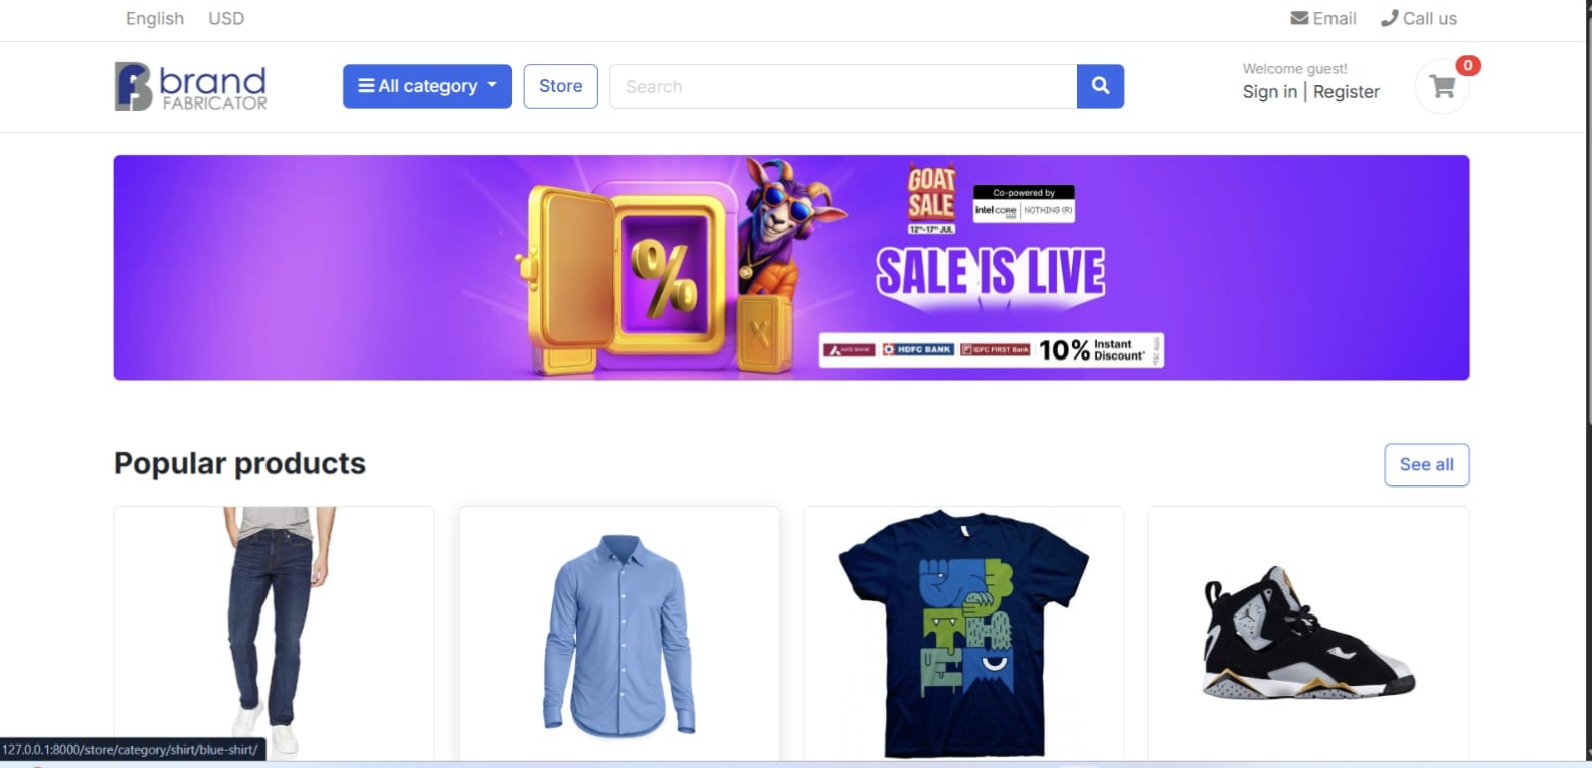 English USD Email Call us
brand
FABRICATOR
All category Store Search
Welcome guest!
Sign in | Register
0
GOAT
SALE
12th-17th JUL
Co-powered by
intel core NOTHING (R)
SALE IS LIVE
AXIS BANK HDFC BANK IDFC FIRST Bank 10% Instant
Discount*
Popular products See all
127.0.0.1:8000/store/category/shirt/blue-shirt/